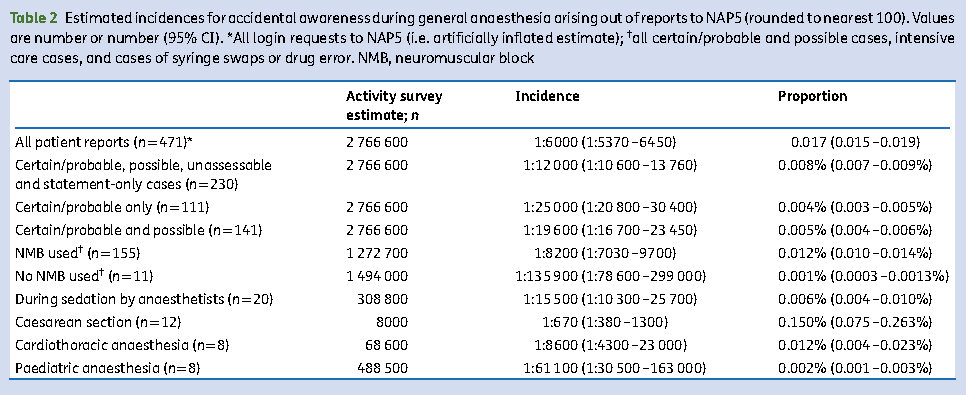 Table 2 Estimated incidences for accidental awareness during general anaesthesia arising out of reports to NAP5 (rounded to nearest 100). Values
are number or number (95% CI). *All login requests to NAP5 (i.e. artificially inflated estimate); †all certain/probable and possible cases, intensive
care cases, and cases of syringe swaps or drug error. NMB, neuromuscular block
Activity survey estimate; n Incidence Proportion
All patient reports (n=471)* 2 766 600 1:6000 (1:5370–6450) 0.017 (0.015–0.019)
Certain/probable, possible, unassessable 2 766 600 1:12 000 (1:10 600–13 760) 0.008% (0.007–0.009%)
and statement-only cases (n=230)
Certain/probable only (n=111) 2 766 600 1:25 000 (1:20 800–30 400) 0.004% (0.003–0.005%)
Certain/probable and possible (n=141) 2 766 600 1:19 600 (1:16 700–23 450) 0.005% (0.004–0.006%)
NMB used† (n=155) 1 272 700 1:8200 (1:7030–9700) 0.012% (0.010–0.014%)
No NMB used† (n=11) 1 494 000 1:135 900 (1:78 600–299 000) 0.001% (0.0003–0.0013%)
During sedation by anaesthetists (n=20) 308 800 1:15 500 (1:10 300–25 700) 0.006% (0.004–0.010%)
Caesarean section (n=12) 8000 1:670 (1:380–1300) 0.150% (0.075–0.263%)
Cardiothoracic anaesthesia (n=8) 68 600 1:8600 (1:4300–23 000) 0.012% (0.004–0.023%)
Paediatric anaesthesia (n=8) 488 500 1:61 100 (1:30 500–163 000) 0.002% (0.001–0.003%)